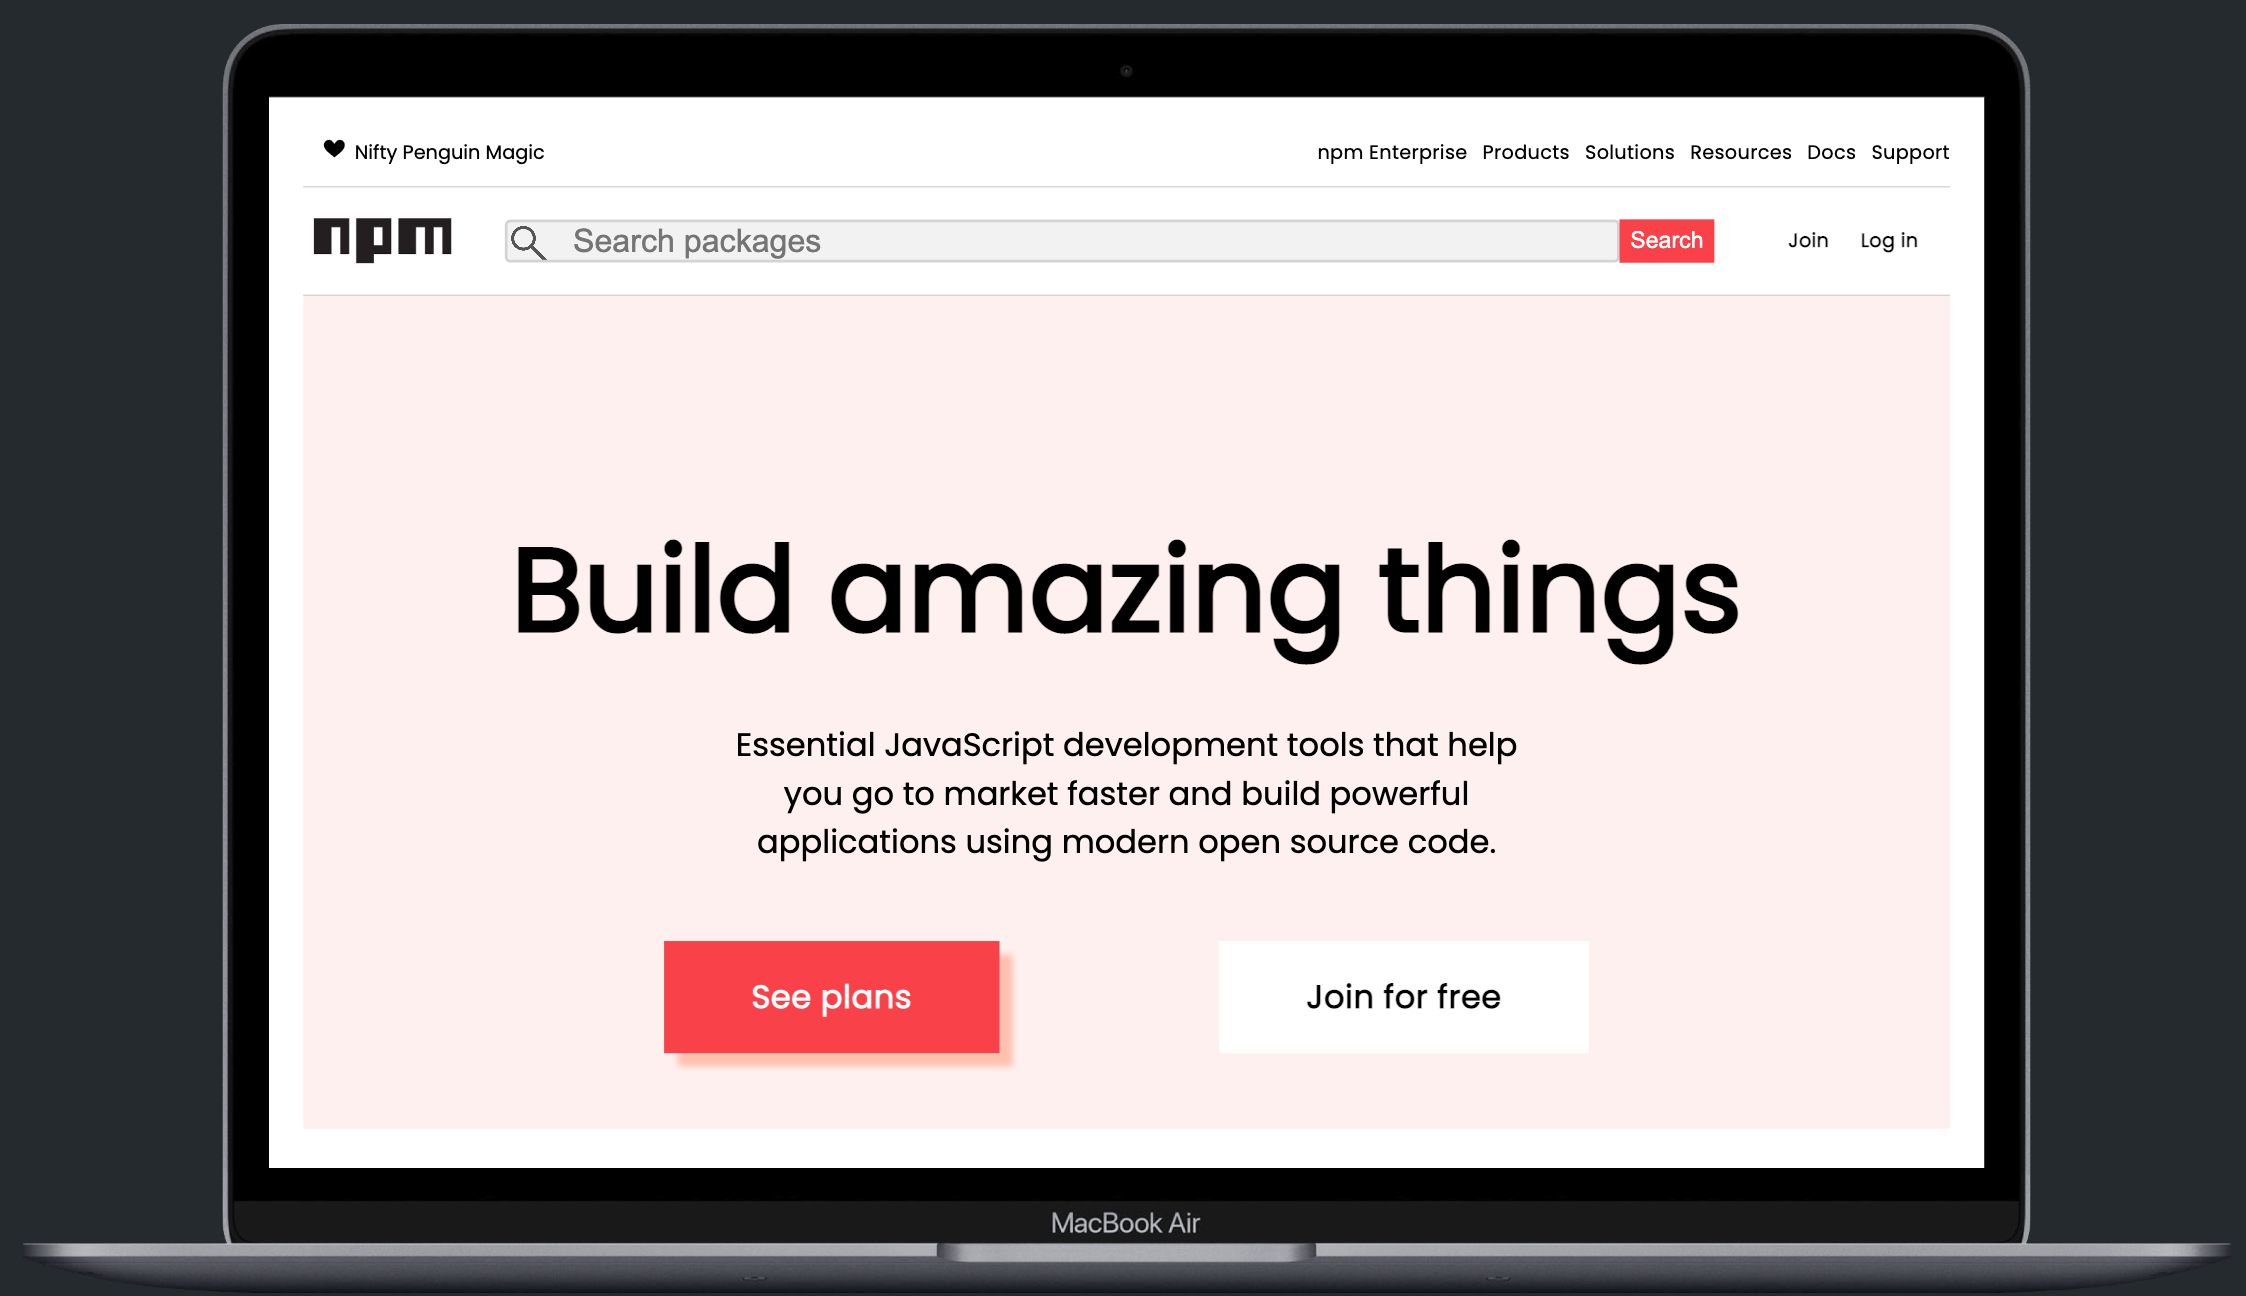 Nifty Penguin Magic
npm Enterprise Products Solutions Resources Docs Support
npm
Search packages
Search
Join
Log in
Build amazing things
Essential JavaScript development tools that help
you go to market faster and build powerful
applications using modern open source code.
See plans
Join for free
MacBook Air